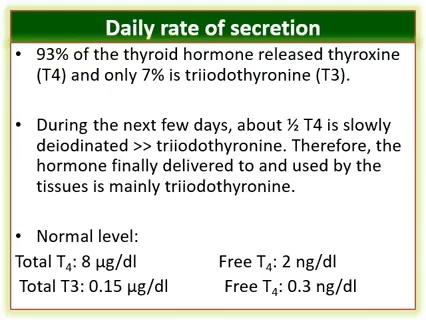 Daily rate of secretion
• 93% of the thyroid hormone released thyroxine
(T4) and only 7% is triiodothyronine (T3).
• During the next few days, about ½ T4 is slowly
deiodinated >> triiodothyronine. Therefore, the
hormone finally delivered to and used by the
tissues is mainly triiodothyronine.
• Normal level:
Total T₄: 8 µg/dl Free T₄: 2 ng/dl
Total T3: 0.15 µg/dl Free T₄: 0.3 ng/dl